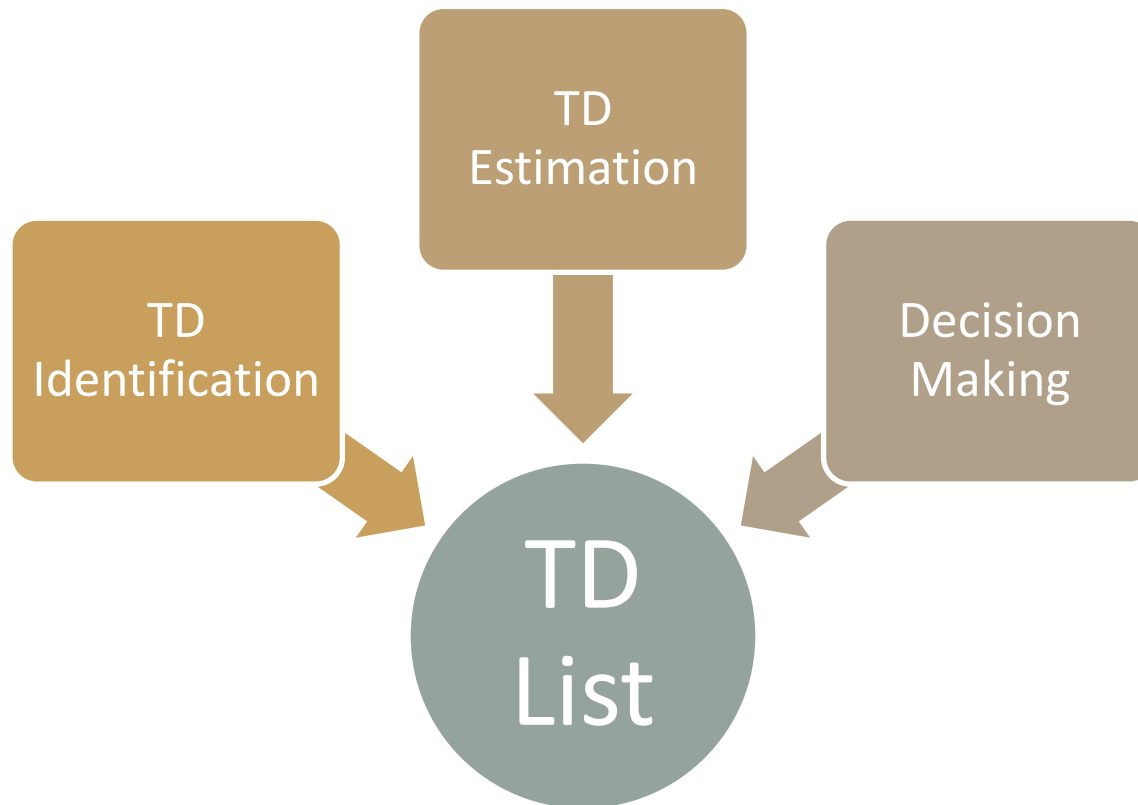 TD
Estimation
TD
Identification
Decision
Making
TD
List